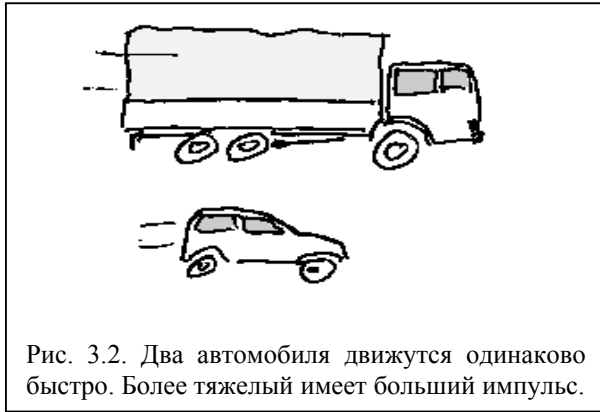 Рис. 3.2. Два автомобиля движутся одинаково
быстро. Более тяжелый имеет больший импульс.